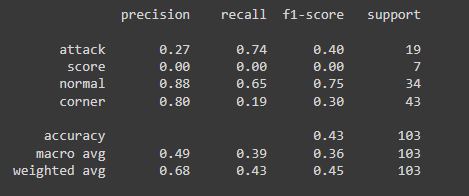 precision recall f1-score support
attack 0.27 0.74 0.40 19
score 0.00 0.00 0.00 7
normal 0.88 0.65 0.75 34
corner 0.80 0.19 0.30 43
accuracy 0.43 103
macro avg 0.49 0.39 0.36 103
weighted avg 0.68 0.43 0.45 103